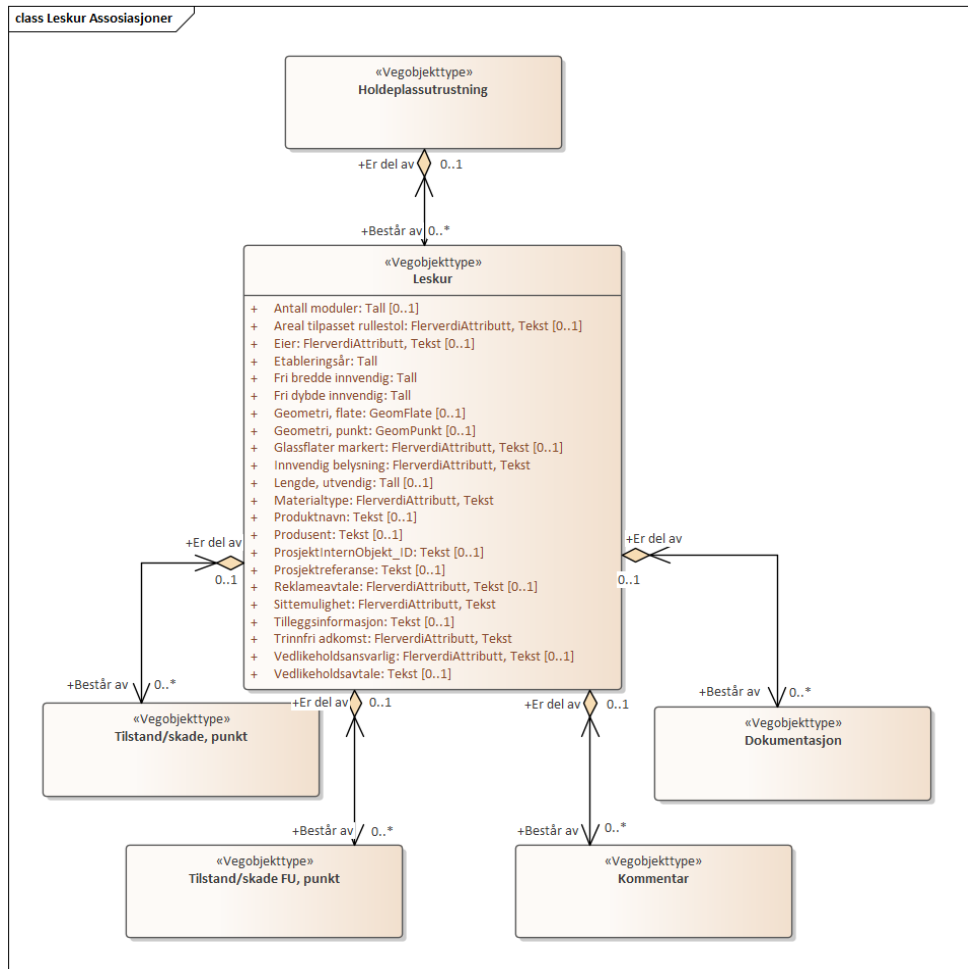 class Leskur Assosiasjoner
«Vegobjekttype»
Holdeplassutrustning
+Er del av 0..1
+Består av 0..*
«Vegobjekttype»
Leskur
+ Antall moduler: Tall [0..1]
+ Areal tilpasset rullestol: FlerverdiAttributt, Tekst [0..1]
+ Eier: FlerverdiAttributt, Tekst [0..1]
+ Etableringsår: Tall
+ Fri bredde innvendig: Tall
+ Fri dybde innvendig: Tall
+ Geometri, flate: GeomFlate [0..1]
+ Geometri, punkt: GeomPunkt [0..1]
+ Glassflater markert: FlerverdiAttributt, Tekst [0..1]
+ Innvendig belysning: FlerverdiAttributt, Tekst
+ Lengde, utvendig: Tall [0..1]
+ Materialtype: FlerverdiAttributt, Tekst
+ Produktnavn: Tekst [0..1]
+ Produsent: Tekst [0..1]
+ ProsjektInternObjekt_ID: Tekst [0..1]
+ Prosjektreferanse: Tekst [0..1]
+ Reklameavtale: FlerverdiAttributt, Tekst [0..1]
+ Sittemulighet: FlerverdiAttributt, Tekst
+ Tilleggsinformasjon: Tekst [0..1]
+ Trinnfri adkomst: FlerverdiAttributt, Tekst
+ Vedlikeholdsansvarlig: FlerverdiAttributt, Tekst [0..1]
+ Vedlikeholdsavtale: Tekst [0..1]
+Er del av
0..1
+Er del av
0..1
+Er del av 0..1
+Er del av 0..1
+Består av 0..*
«Vegobjekttype»
Tilstand/skade, punkt
+Består av 0..*
«Vegobjekttype»
Dokumentasjon
+Består av 0..*
«Vegobjekttype»
Tilstand/skade FU, punkt
+Består av 0..*
«Vegobjekttype»
Kommentar